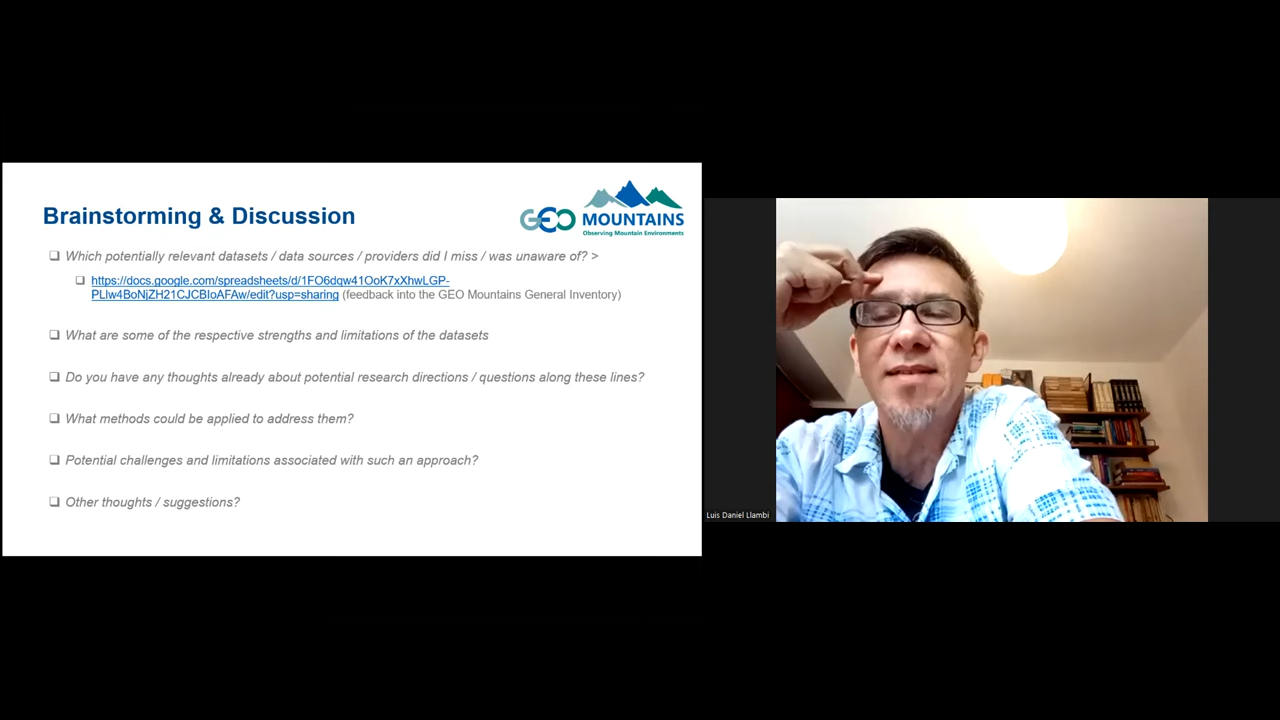 Brainstorming & Discussion
GEO MOUNTAINS
Observing Mountain Environments
❑ Which potentially relevant datasets / data sources / providers did I miss / was unaware of? >
❑ https://docs.google.com/spreadsheets/d/1FO6dqw41OoK7xXhwLGP-
PLlw4BoNjZH21CJCBIoAFAw/edit?usp=sharing (feedback into the GEO Mountains General Inventory)
❑ What are some of the respective strengths and limitations of the datasets
❑ Do you have any thoughts already about potential research directions / questions along these lines?
❑ What methods could be applied to address them?
❑ Potential challenges and limitations associated with such an approach?
❑ Other thoughts / suggestions?
Luis Daniel Llambi